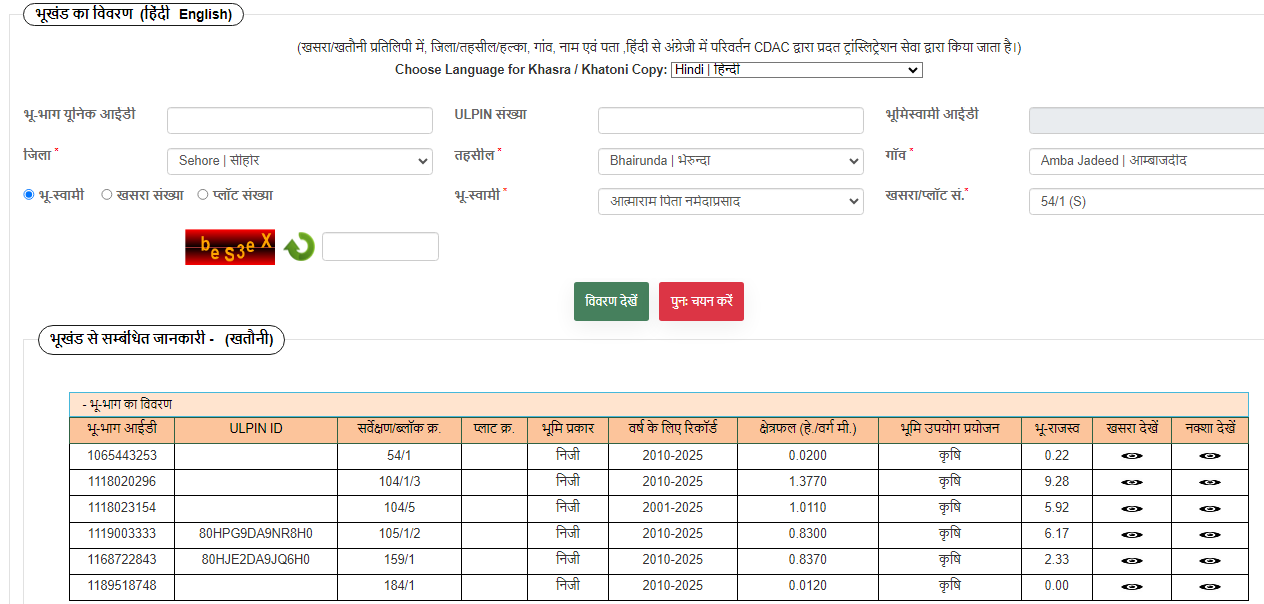 भूखंड का विवरण (हिंदी English)
(खसरा/खतौनी प्रतिलिपी में, जिला/तहसील/हल्का, गांव, नाम एवं पता ,हिंदी से अंग्रेजी में परिवर्तन CDAC द्वारा प्रदत ट्रांस्लिट्रेशन सेवा द्वारा किया जाता है।)
Choose Language for Khasra / Khatoni Copy: Hindi | हिन्दी
भू-भाग यूनिक आईडी ULPIN संख्या भूमिस्वामी आईडी
जिला * Sehore | सीहोर तहसील * Bhairunda | भेरुन्दा गाँव * Amba Jadeed | आम्बाजदीद
भू-स्वामी खसरा संख्या प्लॉट संख्या भू-स्वामी * आत्माराम पिता नर्मदाप्रसाद खसरा/प्लॉट सं.* 54/1 (S)
beS3eX
विवरण देखें पुनः चयन करें
भूखंड से सम्बंधित जानकारी - (खतौनी)
- भू-भाग का विवरण
भू-भाग आईडी ULPIN ID सर्वेक्षण/ब्लॉक क्र. प्लाट क्र. भूमि प्रकार वर्ष के लिए रिकॉर्ड क्षेत्रफल (हे./वर्ग मी.) भूमि उपयोग प्रयोजन भू-राजस्व खसरा देखें नक्शा देखें
1065443253 54/1 निजी 2010-2025 0.0200 कृषि 0.22
1118020296 104/1/3 निजी 2010-2025 1.3770 कृषि 9.28
1118023154 104/5 निजी 2001-2025 1.0110 कृषि 5.92
1119003333 80HPG9DA9NR8H0 105/1/2 निजी 2010-2025 0.8300 कृषि 6.17
1168722843 80HJE2DA9JQ6H0 159/1 निजी 2010-2025 0.8370 कृषि 2.33
1189518748 184/1 निजी 2010-2025 0.0120 कृषि 0.00